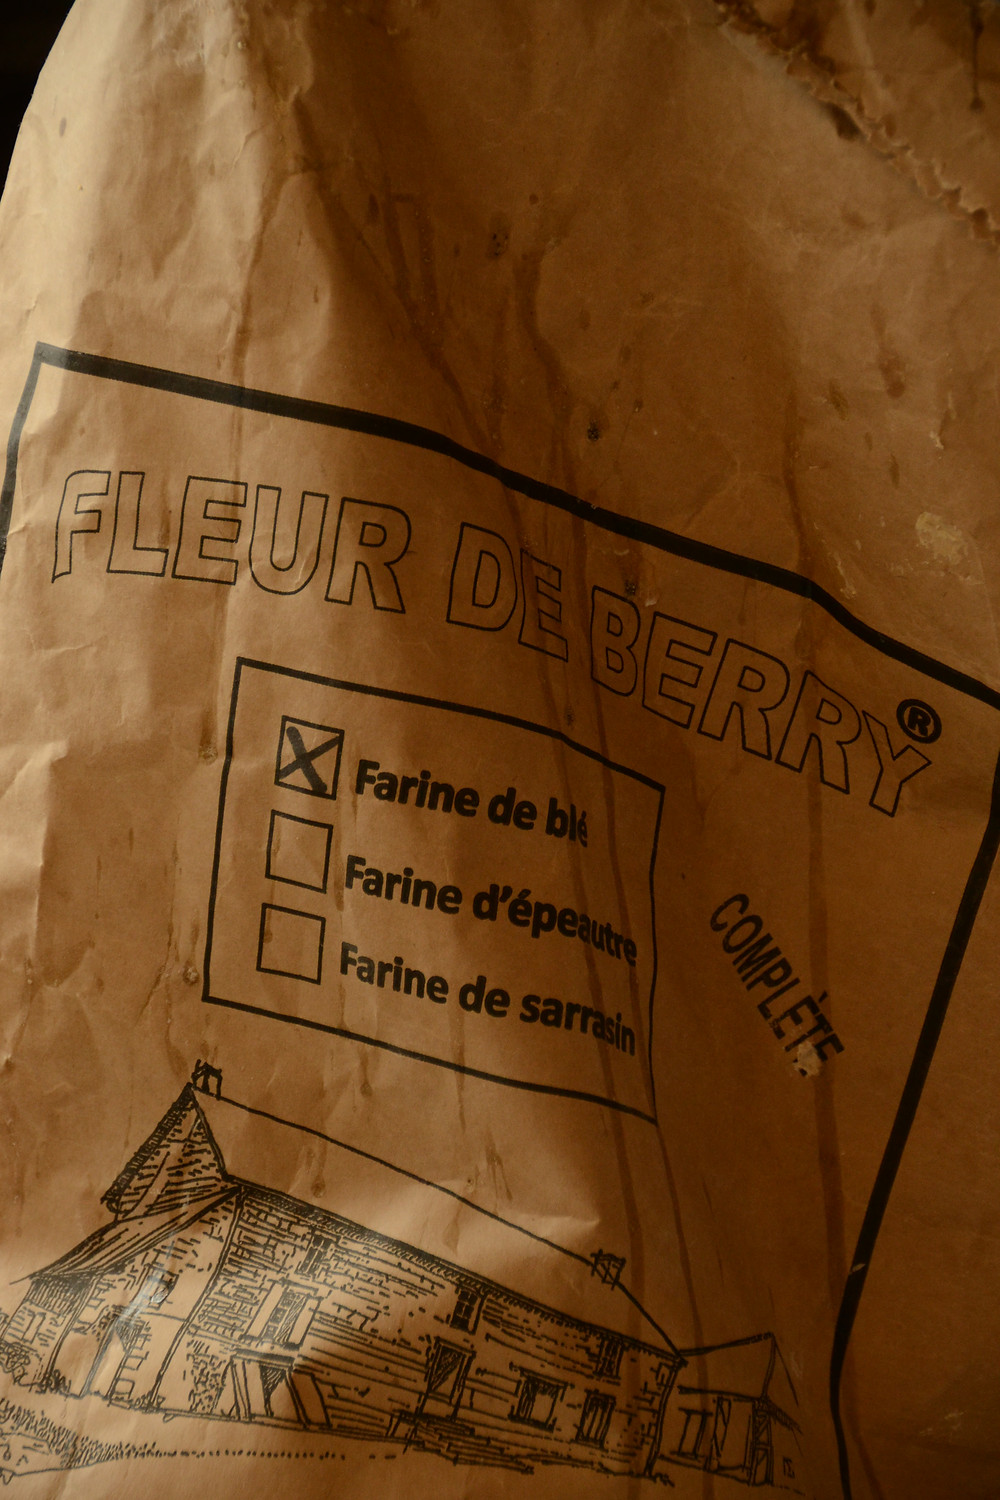 FLEUR DE BERRY®
Farine de blé
Farine d'épeautre
Farine de sarrasin
COMPLÈTE